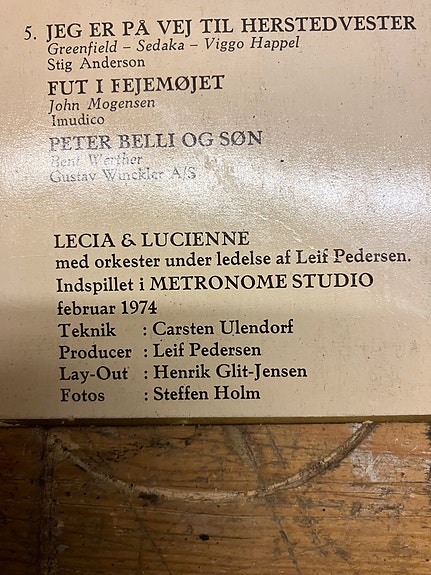 5. JEG ER PÅ VEJ TIL HERSTEDVESTER
Greenfield – Sedaka – Viggo Happel
Stig Anderson
FUT I FEJEMØJET
John Mogensen
Imudico
PETER BELLI OG SØN
Bent Werther
Gustav Winckler A/S
LECIA & LUCIENNE
med orkester under ledelse af Leif Pedersen.
Indspillet i METRONOME STUDIO
februar 1974
Teknik : Carsten Ulendorf
Producer : Leif Pedersen
Lay-Out : Henrik Glit-Jensen
Fotos : Steffen Holm